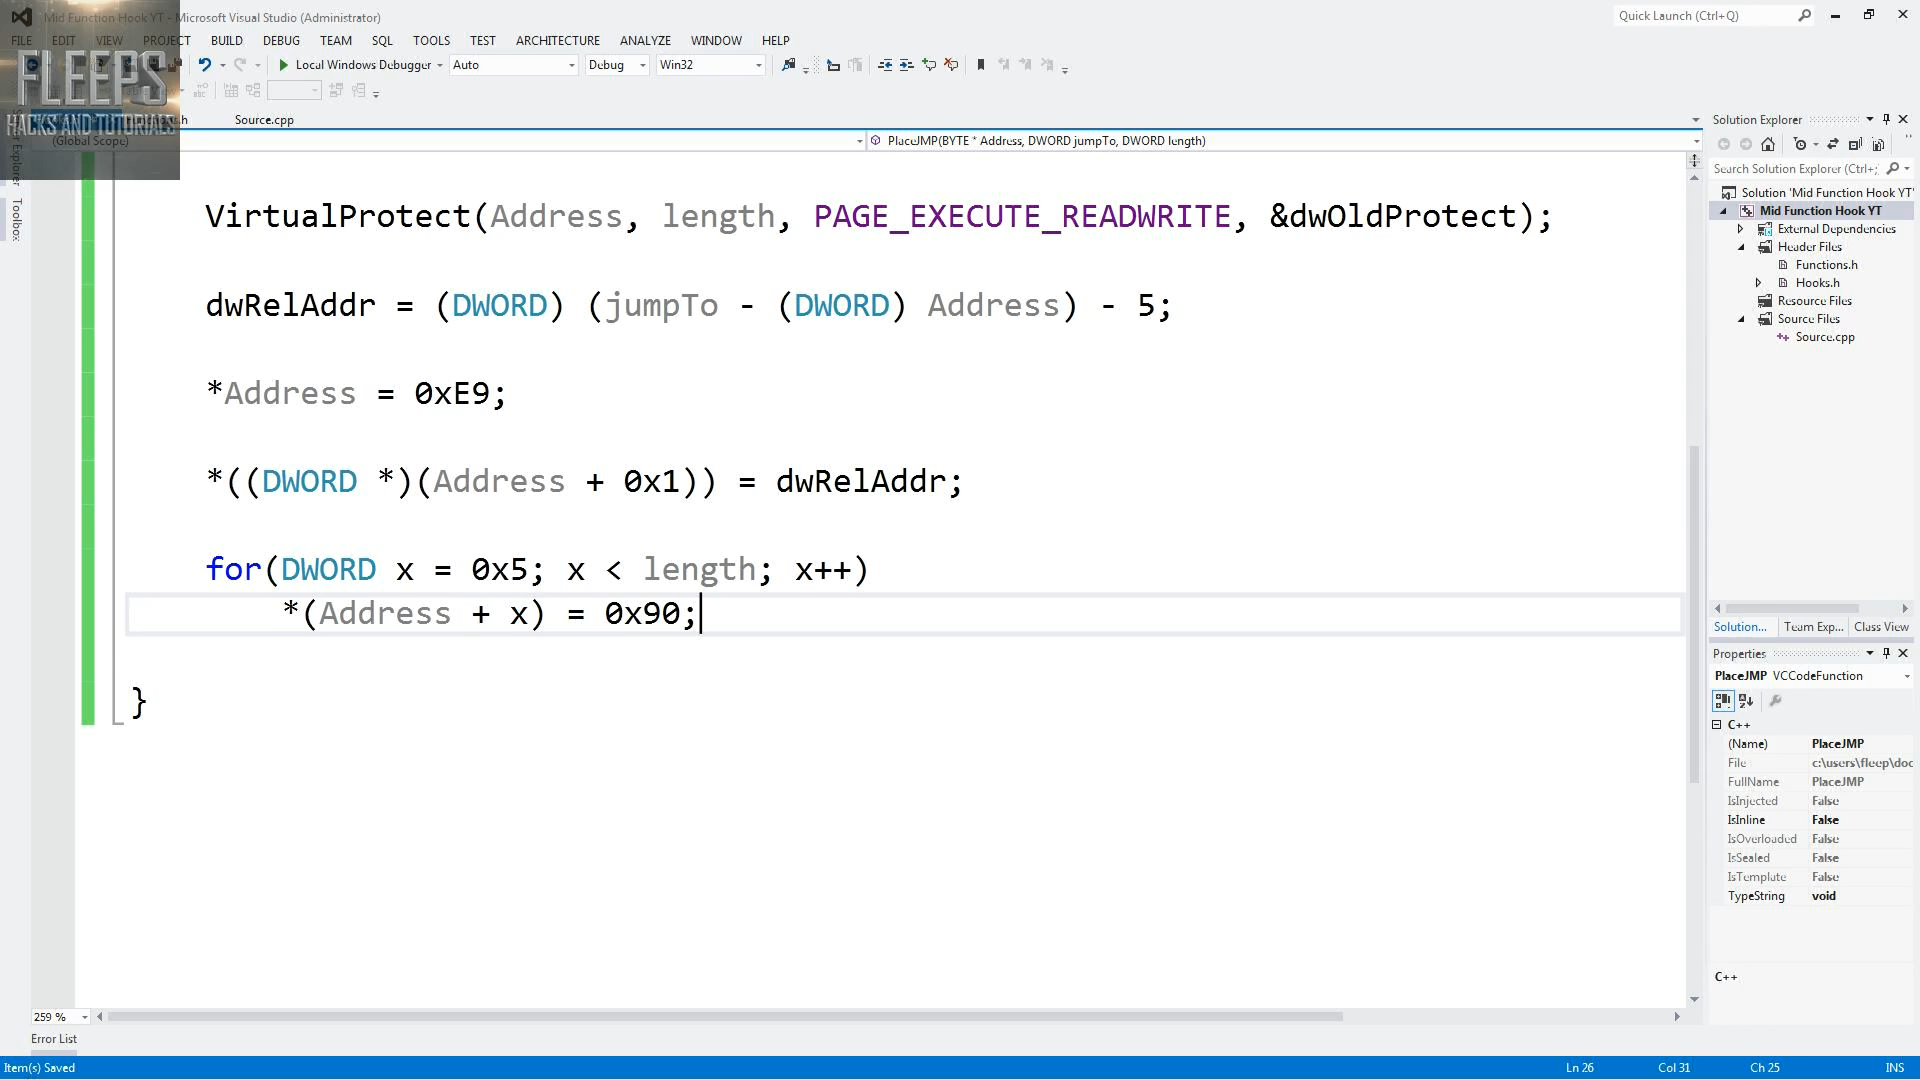 Mid Function Hook YT - Microsoft Visual Studio (Administrator)
Quick Launch (Ctrl+Q)
FILE EDIT VIEW PROJECT BUILD DEBUG TEAM SQL TOOLS TEST ARCHITECTURE ANALYZE WINDOW HELP
FLEEPS
HACKS AND TUTORIALS
Local Windows Debugger Auto Debug Win32
Source.cpp
(Global Scope)
PlaceJMP(BYTE * Address, DWORD jumpTo, DWORD length)
Toolbox
VirtualProtect(Address, length, PAGE_EXECUTE_READWRITE, &dwOldProtect);
dwRelAddr = (DWORD) (jumpTo - (DWORD) Address) - 5;
*Address = 0xE9;
*((DWORD *)(Address + 0x1)) = dwRelAddr;
for(DWORD x = 0x5; x < length; x++)
*(Address + x) = 0x90;
}
259 %
Error List
Item(s) Saved
Ln 26 Col 31 Ch 25 INS
Solution Explorer
Search Solution Explorer (Ctrl+;
Solution 'Mid Function Hook YT'
Mid Function Hook YT
External Dependencies
Header Files
Functions.h
Hooks.h
Resource Files
Source Files
Source.cpp
Solution... Team Exp... Class View
Properties
PlaceJMP VCCodeFunction
C++
(Name) PlaceJMP
File c:\users\fleep\doc
FullName PlaceJMP
IsInjected False
IsInline False
IsOverloaded False
IsSealed False
IsTemplate False
TypeString void
C++